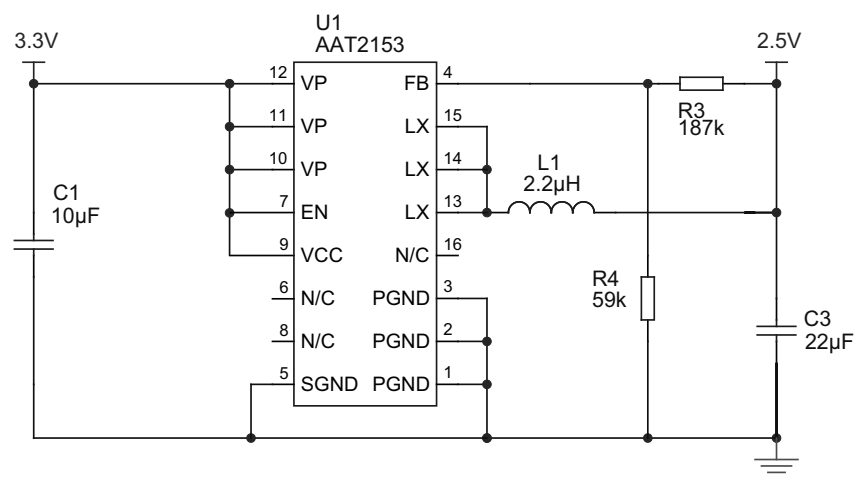 U1
AAT2153
3.3V
2.5V
12 VP
11 VP
10 VP
7 EN
9 VCC
6 N/C
8 N/C
5 SGND
FB 4
LX 15
LX 14
LX 13
N/C 16
PGND 3
PGND 2
PGND 1
C1
10µF
L1
2.2µH
R3
187k
R4
59k
C3
22µF